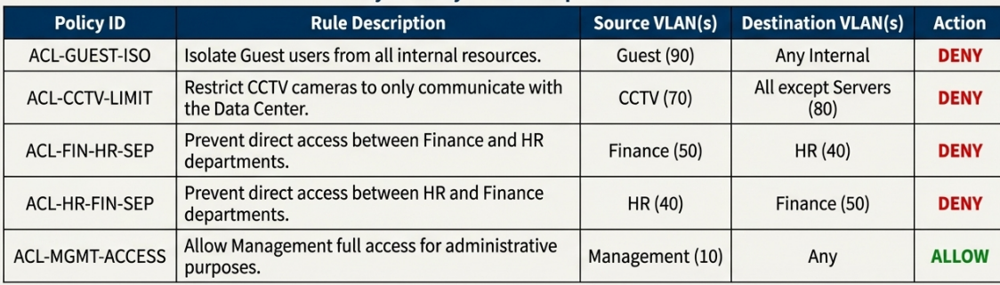 Policy ID Rule Description Source VLAN(s) Destination VLAN(s) Action
ACL-GUEST-ISO Isolate Guest users from all internal resources. Guest (90) Any Internal DENY
ACL-CCTV-LIMIT Restrict CCTV cameras to only communicate with the Data Center. CCTV (70) All except Servers (80) DENY
ACL-FIN-HR-SEP Prevent direct access between Finance and HR departments. Finance (50) HR (40) DENY
ACL-HR-FIN-SEP Prevent direct access between HR and Finance departments. HR (40) Finance (50) DENY
ACL-MGMT-ACCESS Allow Management full access for administrative purposes. Management (10) Any ALLOW